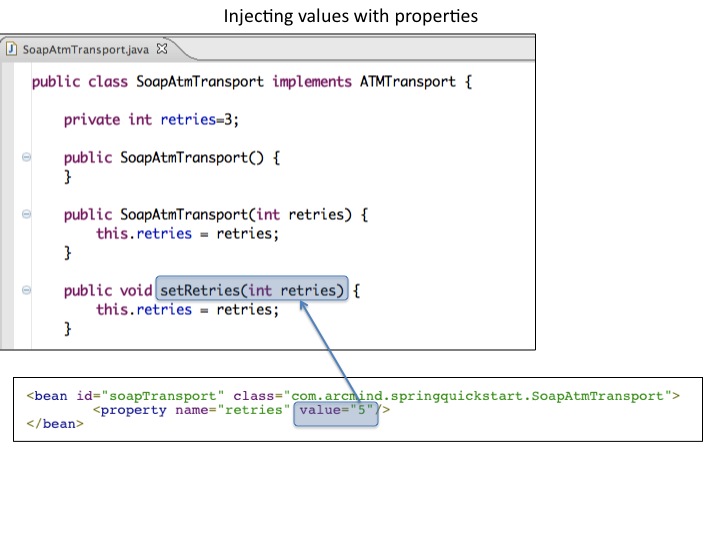 Injecting values with properties
SoapAtmTransport.java
public class SoapAtmTransport implements ATMTransport {
private int retries=3;
public SoapAtmTransport() {
}
public SoapAtmTransport(int retries) {
this.retries = retries;
}
public void setRetries(int retries) {
this.retries = retries;
}
<bean id="soapTransport" class="com.arcmind.springquickstart.SoapAtmTransport">
<property name="retries" value="5"/>
</bean>